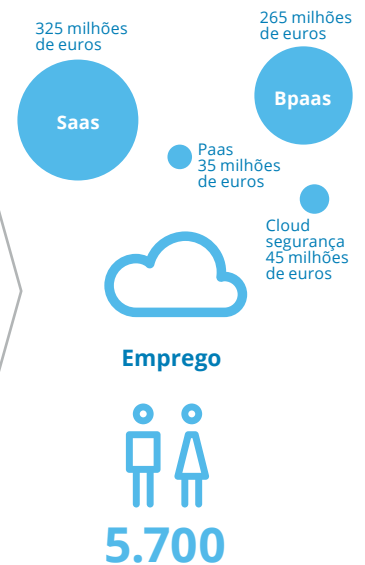 325 milhões
de euros
Saas
265 milhões
de euros
Bpaas
Paas
35 milhões
de euros
Cloud
segurança
45 milhões
de euros
Emprego
5.700